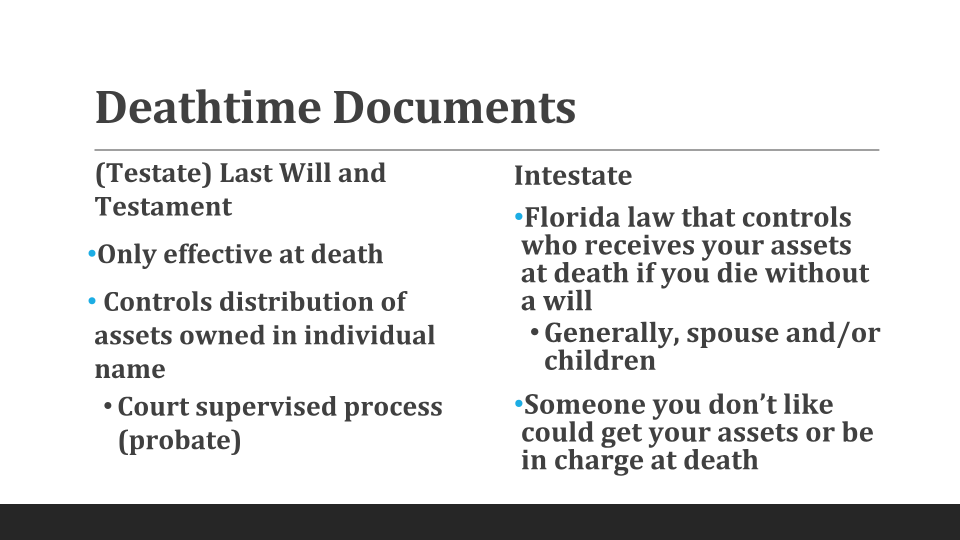 Deathtime Documents
(Testate) Last Will and
Testament
•Only effective at death
• Controls distribution of
assets owned in individual
name
• Court supervised process
(probate)
Intestate
•Florida law that controls
who receives your assets
at death if you die without
a will
• Generally, spouse and/or
children
•Someone you don’t like
could get your assets or be
in charge at death